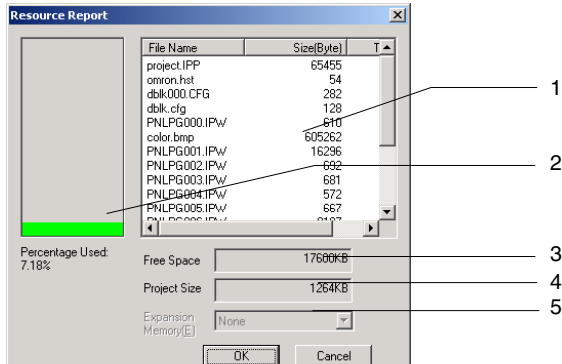 Resource Report
File Name Size(Byte) T
project.IPP 65455
omron.hst 54
dblk000.CFG 282
dblk.cfg 128
PNLPG000.IPW 610
color.bmp 605262
PNLPG001.IPW 16296
PNLPG002.IPW 692
PNLPG003.IPW 681
PNLPG004.IPW 572
PNLPG005.IPW 667
1
2
Percentage Used:
7.18%
Free Space 17600KB
3
Project Size 1264KB
4
Expansion
Memory(E) None
5
OK Cancel